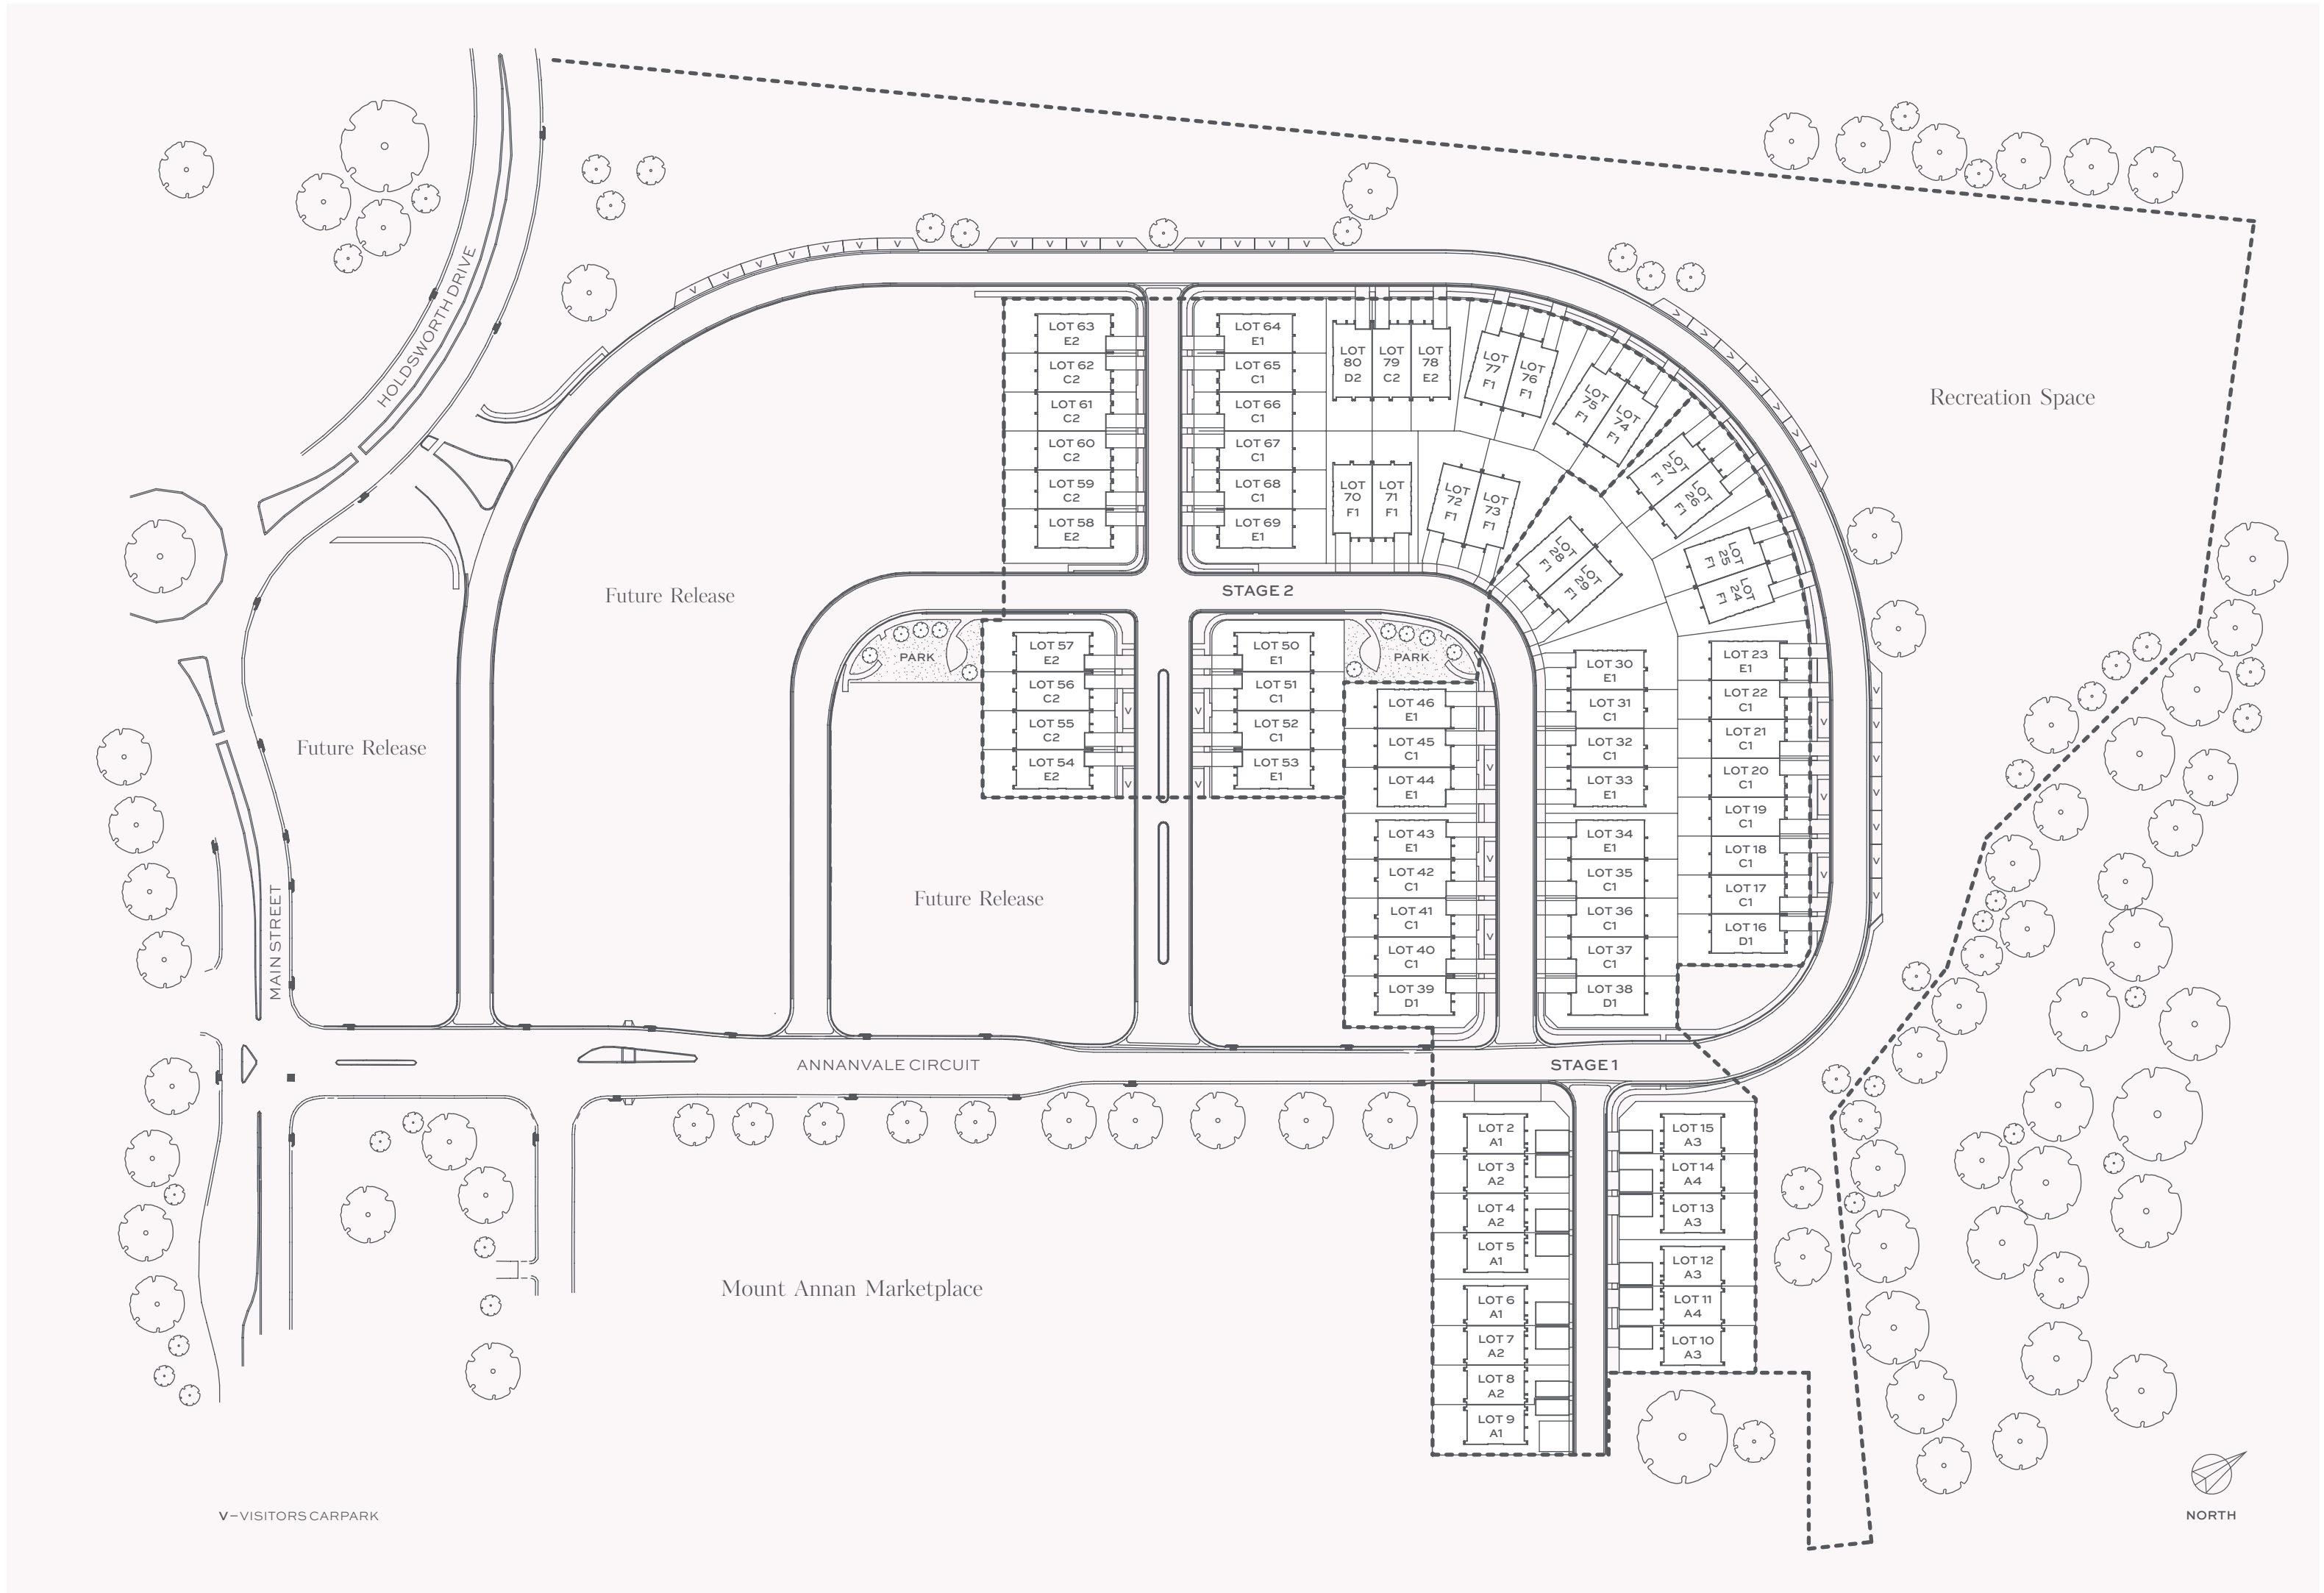 HOLDSWORTH DRIVE
Recreation Space
Future Release
Future Release
Future Release
MAIN STREET
ANNANVALE CIRCUIT
Mount Annan Marketplace
STAGE 2
STAGE 1
PARK
PARK
LOT 63
E2
LOT 62
C2
LOT 61
C2
LOT 60
C2
LOT 59
C2
LOT 58
E2
LOT 64
E1
LOT 65
C1
LOT 66
C1
LOT 67
C1
LOT 68
C1
LOT 69
E1
LOT
80
D2
LOT
79
C2
LOT
78
E2
LOT
77
F1
LOT
76
F1
LOT
75
F1
LOT
74
F1
LOT
70
F1
LOT
71
F1
LOT
72
F1
LOT
73
F1
LOT
27
F1
LOT
26
F1
LOT
28
F1
LOT
29
F1
LOT
25
F1
LOT
24
F1
LOT 57
E2
LOT 56
C2
LOT 55
C2
LOT 54
E2
LOT 50
E1
LOT 51
C1
LOT 52
C1
LOT 53
E1
LOT 46
E1
LOT 45
C1
LOT 44
E1
LOT 43
E1
LOT 42
C1
LOT 41
C1
LOT 40
C1
LOT 39
D1
LOT 30
E1
LOT 31
C1
LOT 32
C1
LOT 33
E1
LOT 34
E1
LOT 35
C1
LOT 36
C1
LOT 37
C1
LOT 38
D1
LOT 23
E1
LOT 22
C1
LOT 21
C1
LOT 20
C1
LOT 19
C1
LOT 18
C1
LOT 17
C1
LOT 16
D1
LOT 2
A1
LOT 3
A2
LOT 4
A2
LOT 5
A1
LOT 6
A1
LOT 7
A2
LOT 8
A2
LOT 9
A1
LOT 15
A3
LOT 14
A4
LOT 13
A3
LOT 12
A3
LOT 11
A4
LOT 10
A3
V V V V V V V
V V V V
V V V V
V–VISITORS CARPARK
NORTH